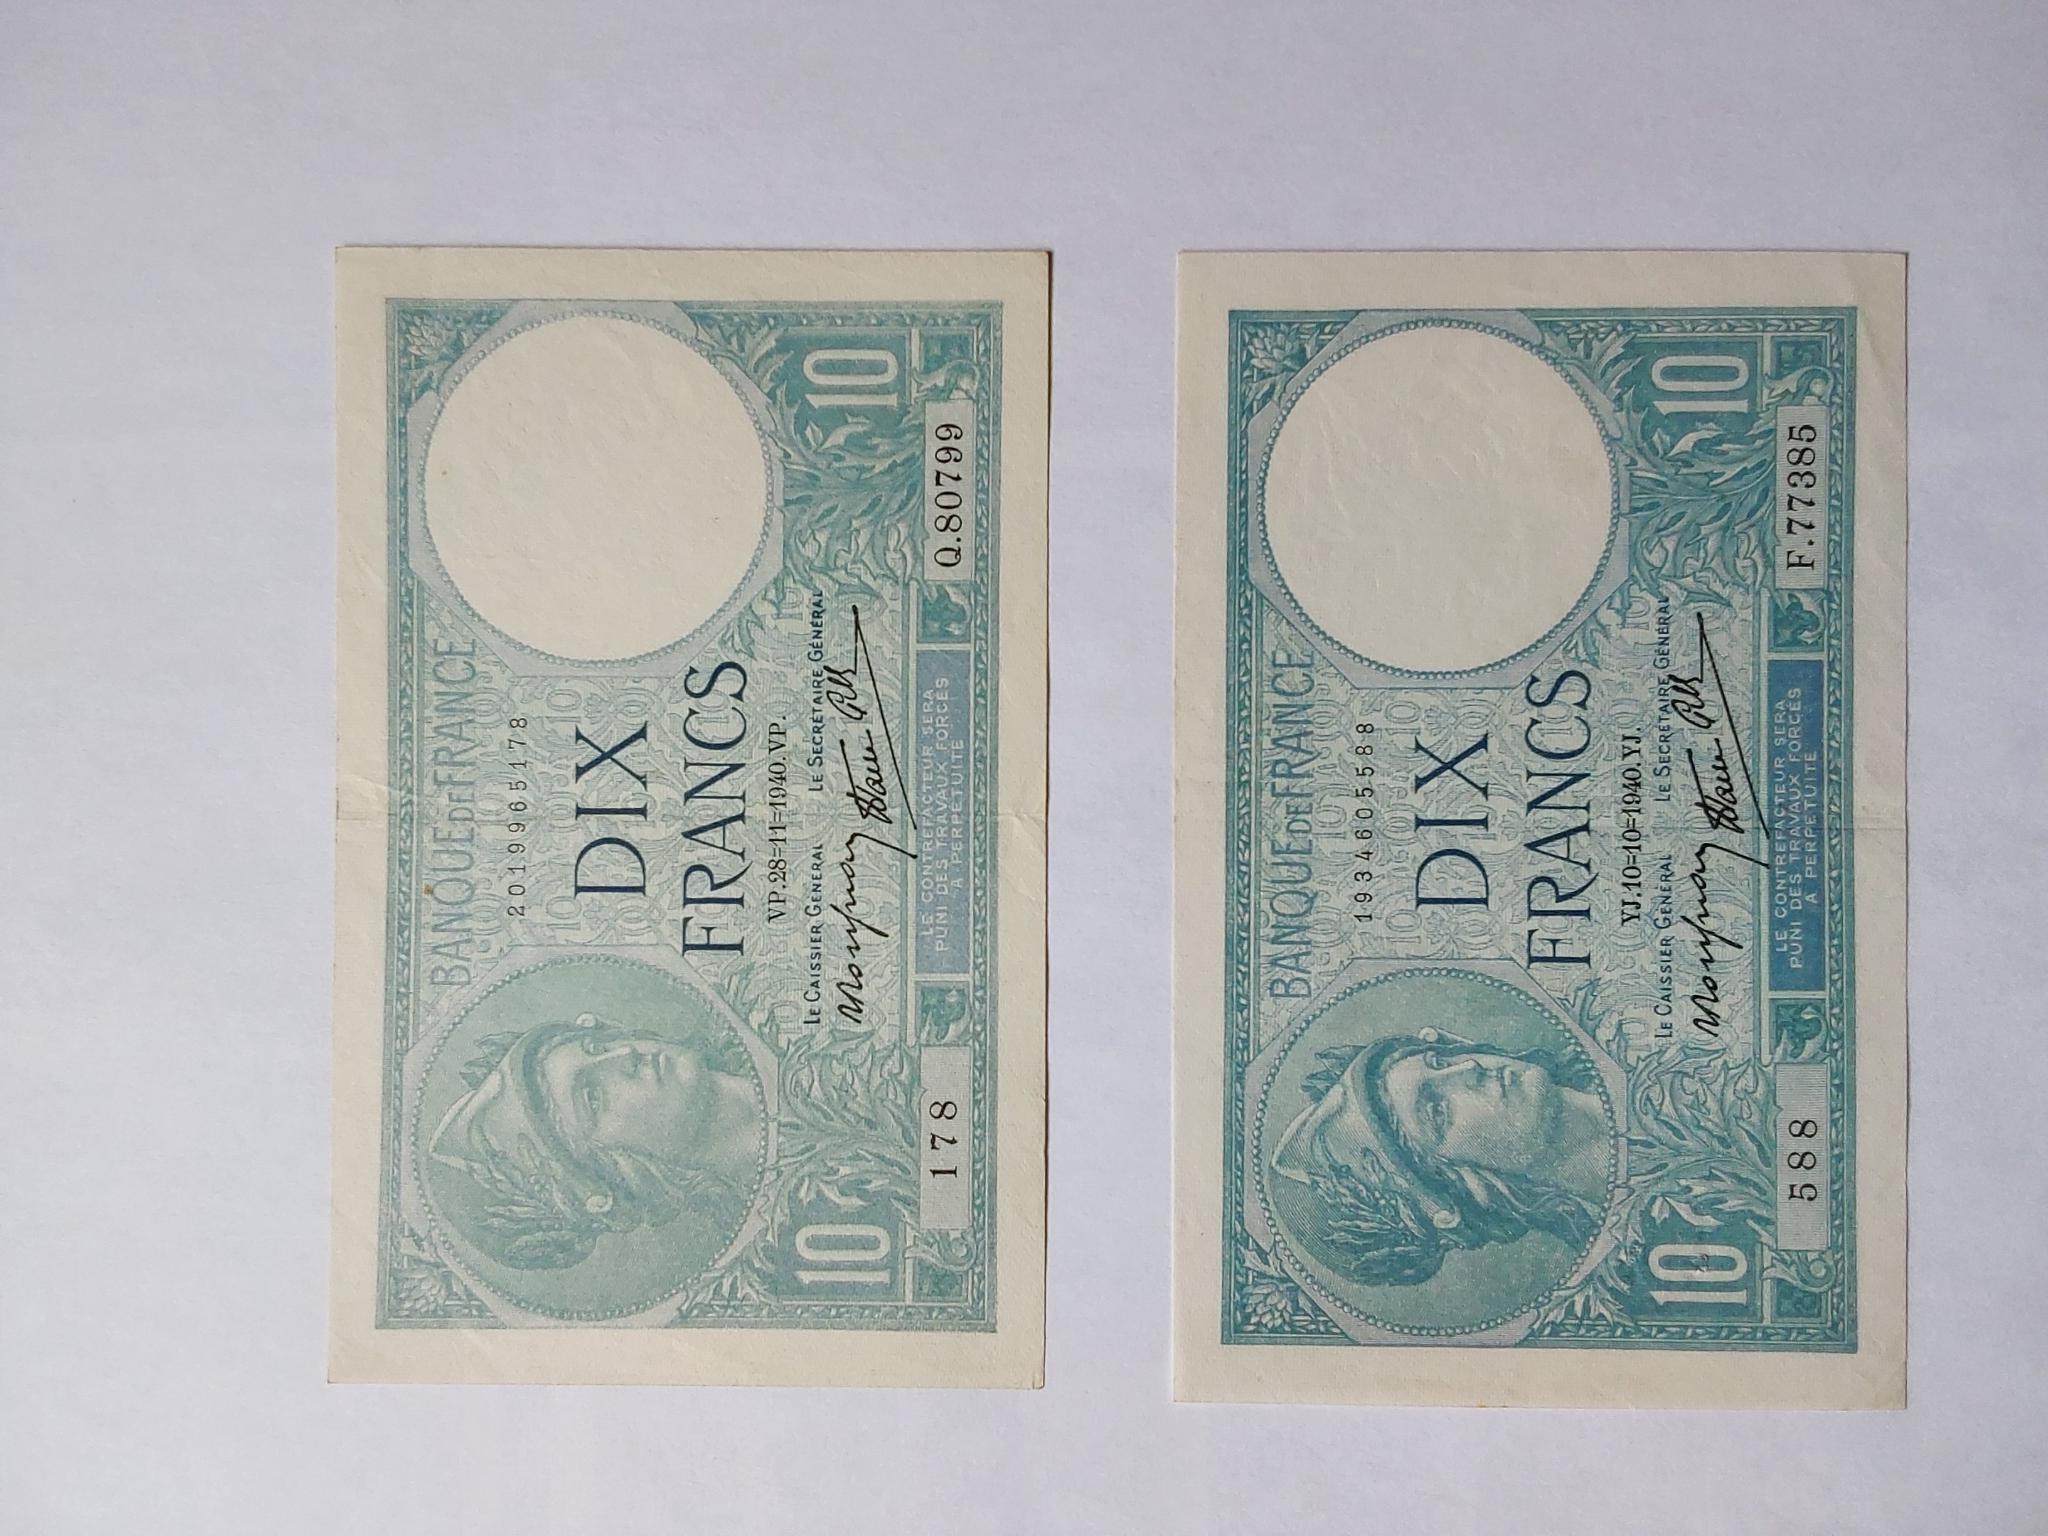 BANQUE DE FRANCE
2019965178
DIX
FRANCS
VP.28=11=1940.VP.
LE CAISSIER GÉNÉRAL LE SECRÉTAIRE GÉNÉRAL
10 10
178 Q.80799
LE CONTREFACTEUR SERA
PUNI DES TRAVAUX FORCÉS
A PERPÉTUITÉ
BANQUE DE FRANCE
1934605588
DIX
FRANCS
YJ.10=10=1940.YJ.
LE CAISSIER GÉNÉRAL LE SECRÉTAIRE GÉNÉRAL
10 10
588 F.77385
LE CONTREFACTEUR SERA
PUNI DES TRAVAUX FORCÉS
A PERPÉTUITÉ